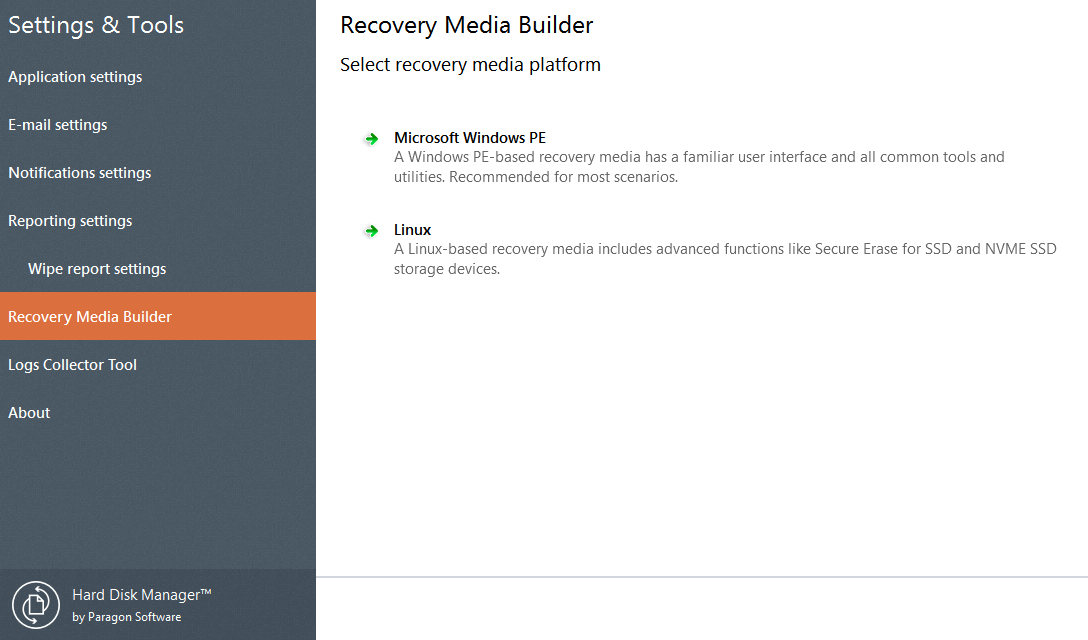 Settings & Tools
Application settings
E-mail settings
Notifications settings
Reporting settings
Wipe report settings
Recovery Media Builder
Logs Collector Tool
About
Hard Disk Manager™
by Paragon Software
Recovery Media Builder
Select recovery media platform
Microsoft Windows PE
A Windows PE-based recovery media has a familiar user interface and all common tools and
utilities. Recommended for most scenarios.
Linux
A Linux-based recovery media includes advanced functions like Secure Erase for SSD and NVME SSD
storage devices.